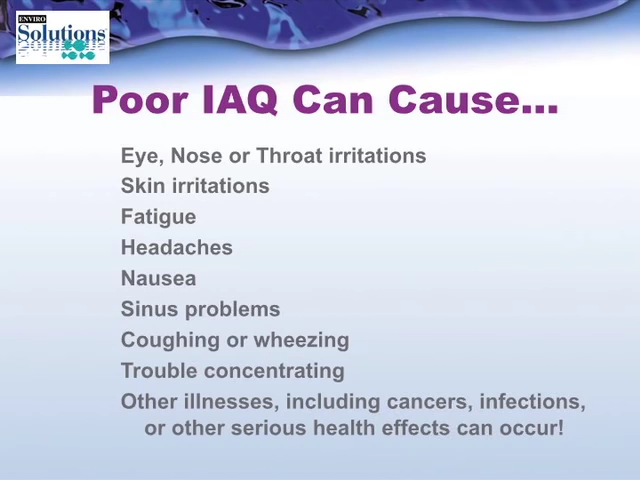 ENVIRO
Solutions
Poor IAQ Can Cause...
Eye, Nose or Throat irritations
Skin irritations
Fatigue
Headaches
Nausea
Sinus problems
Coughing or wheezing
Trouble concentrating
Other illnesses, including cancers, infections,
or other serious health effects can occur!